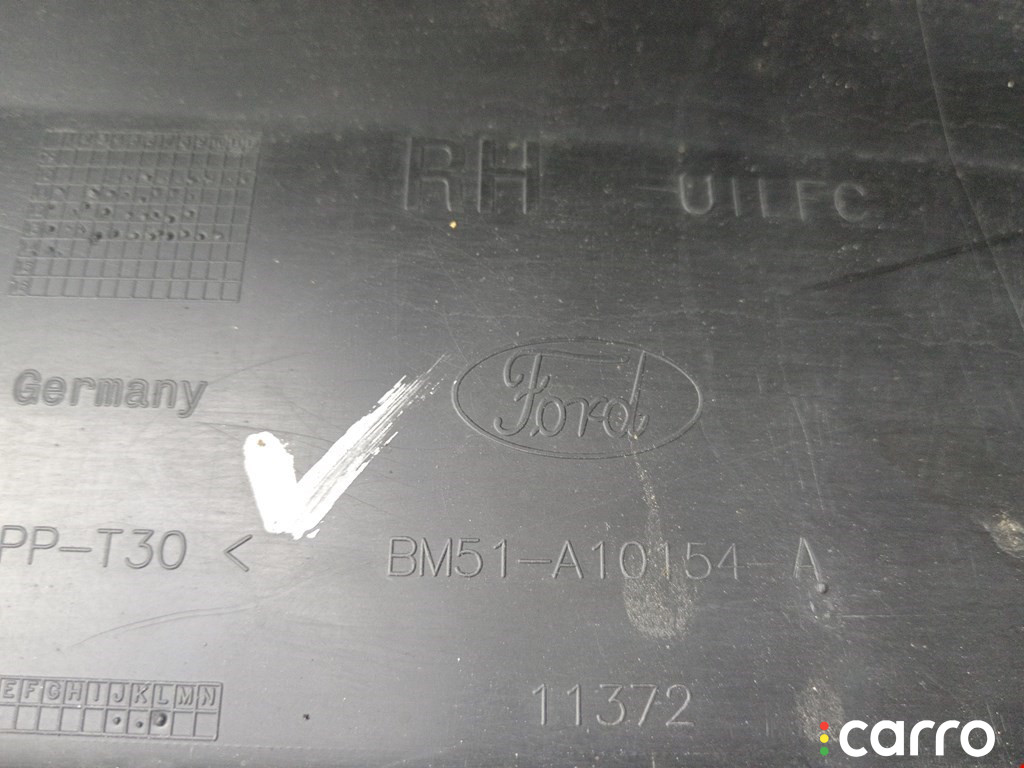 RH
UILFC
Germany
Ford
PP-T30 <
BM51-A10154-A
EFGHIJKLMN
11372
carro